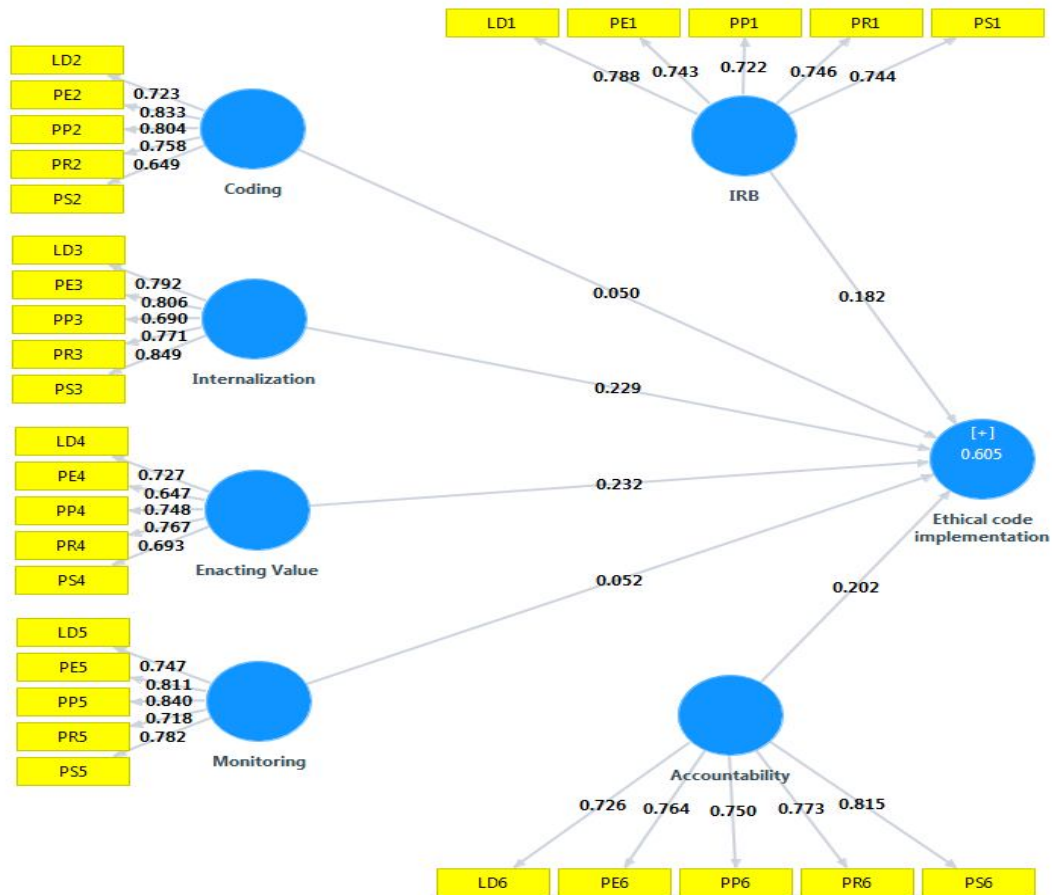 LD1
PE1
PP1
PR1
PS1
0.788
0.743
0.722
0.746
0.744
IRB
LD2
PE2
PP2
PR2
PS2
0.723
0.833
0.804
0.758
0.649
Coding
LD3
PE3
PP3
PR3
PS3
0.792
0.806
0.690
0.771
0.849
Internalization
LD4
PE4
PP4
PR4
PS4
0.727
0.647
0.748
0.767
0.693
Enacting Value
LD5
PE5
PP5
PR5
PS5
0.747
0.811
0.840
0.718
0.782
Monitoring
0.050
0.182
0.229
0.232
0.052
0.202
[+]
0.605
Ethical code
implementation
Accountability
0.726
0.764
0.750
0.773
0.815
LD6
PE6
PP6
PR6
PS6